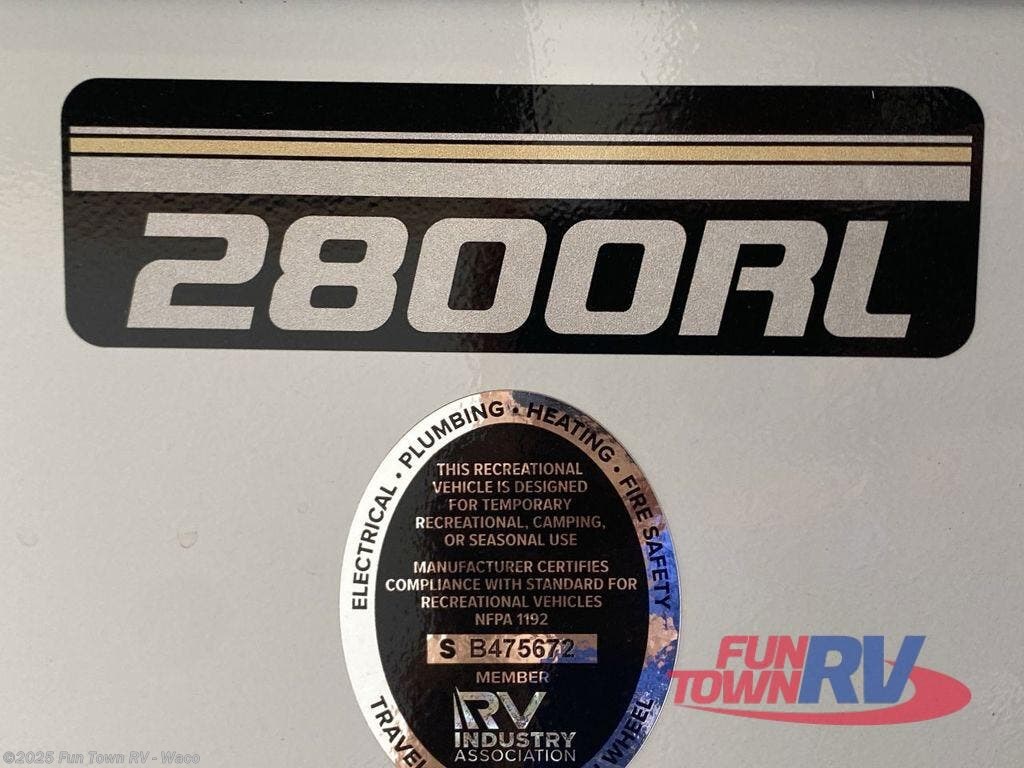 2800RL
ELECTRICAL • PLUMBING • HEATING • FIRE SAFETY
THIS RECREATIONAL
VEHICLE IS DESIGNED
FOR TEMPORARY
RECREATIONAL, CAMPING,
OR SEASONAL USE
MANUFACTURER CERTIFIES
COMPLIANCE WITH STANDARD FOR
RECREATIONAL VEHICLES
NFPA 1192
S B475672
MEMBER
RV
INDUSTRY
ASSOCIATION
TRAVEL
WHEEL
FUN
TOWN RV
©2025 Fun Town RV - Waco